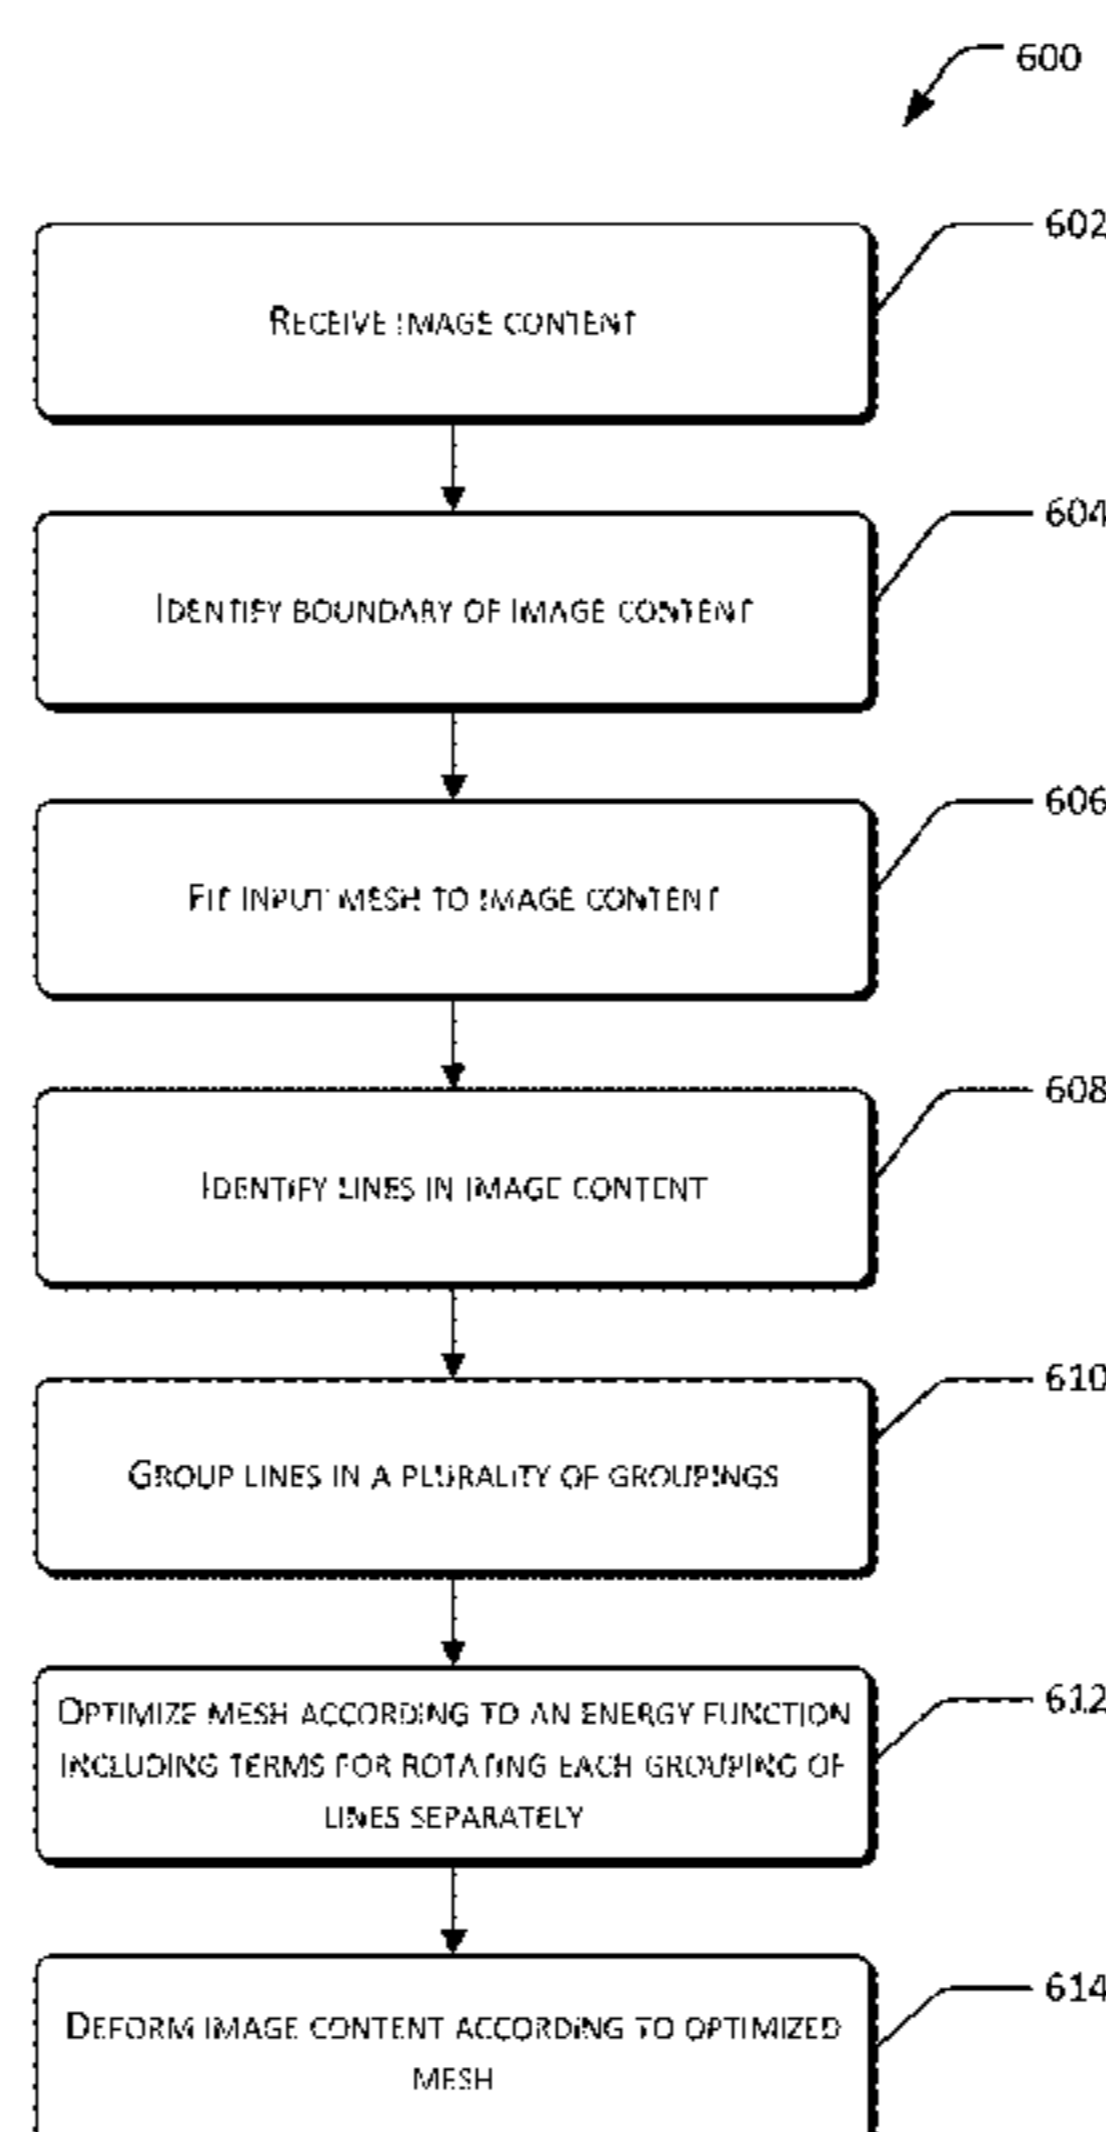 600
602
RECEIVE IMAGE CONTENT
604
IDENTIFY BOUNDARY OF IMAGE CONTENT
606
FIT INPUT MESH TO IMAGE CONTENT
608
IDENTIFY LINES IN IMAGE CONTENT
610
GROUP LINES IN A PLURALITY OF GROUPINGS
612
OPTIMIZE MESH ACCORDING TO AN ENERGY FUNCTION
INCLUDING TERMS FOR ROTATING EACH GROUPING OF
LINES SEPARATELY
614
DEFORM IMAGE CONTENT ACCORDING TO OPTIMIZED
MESH